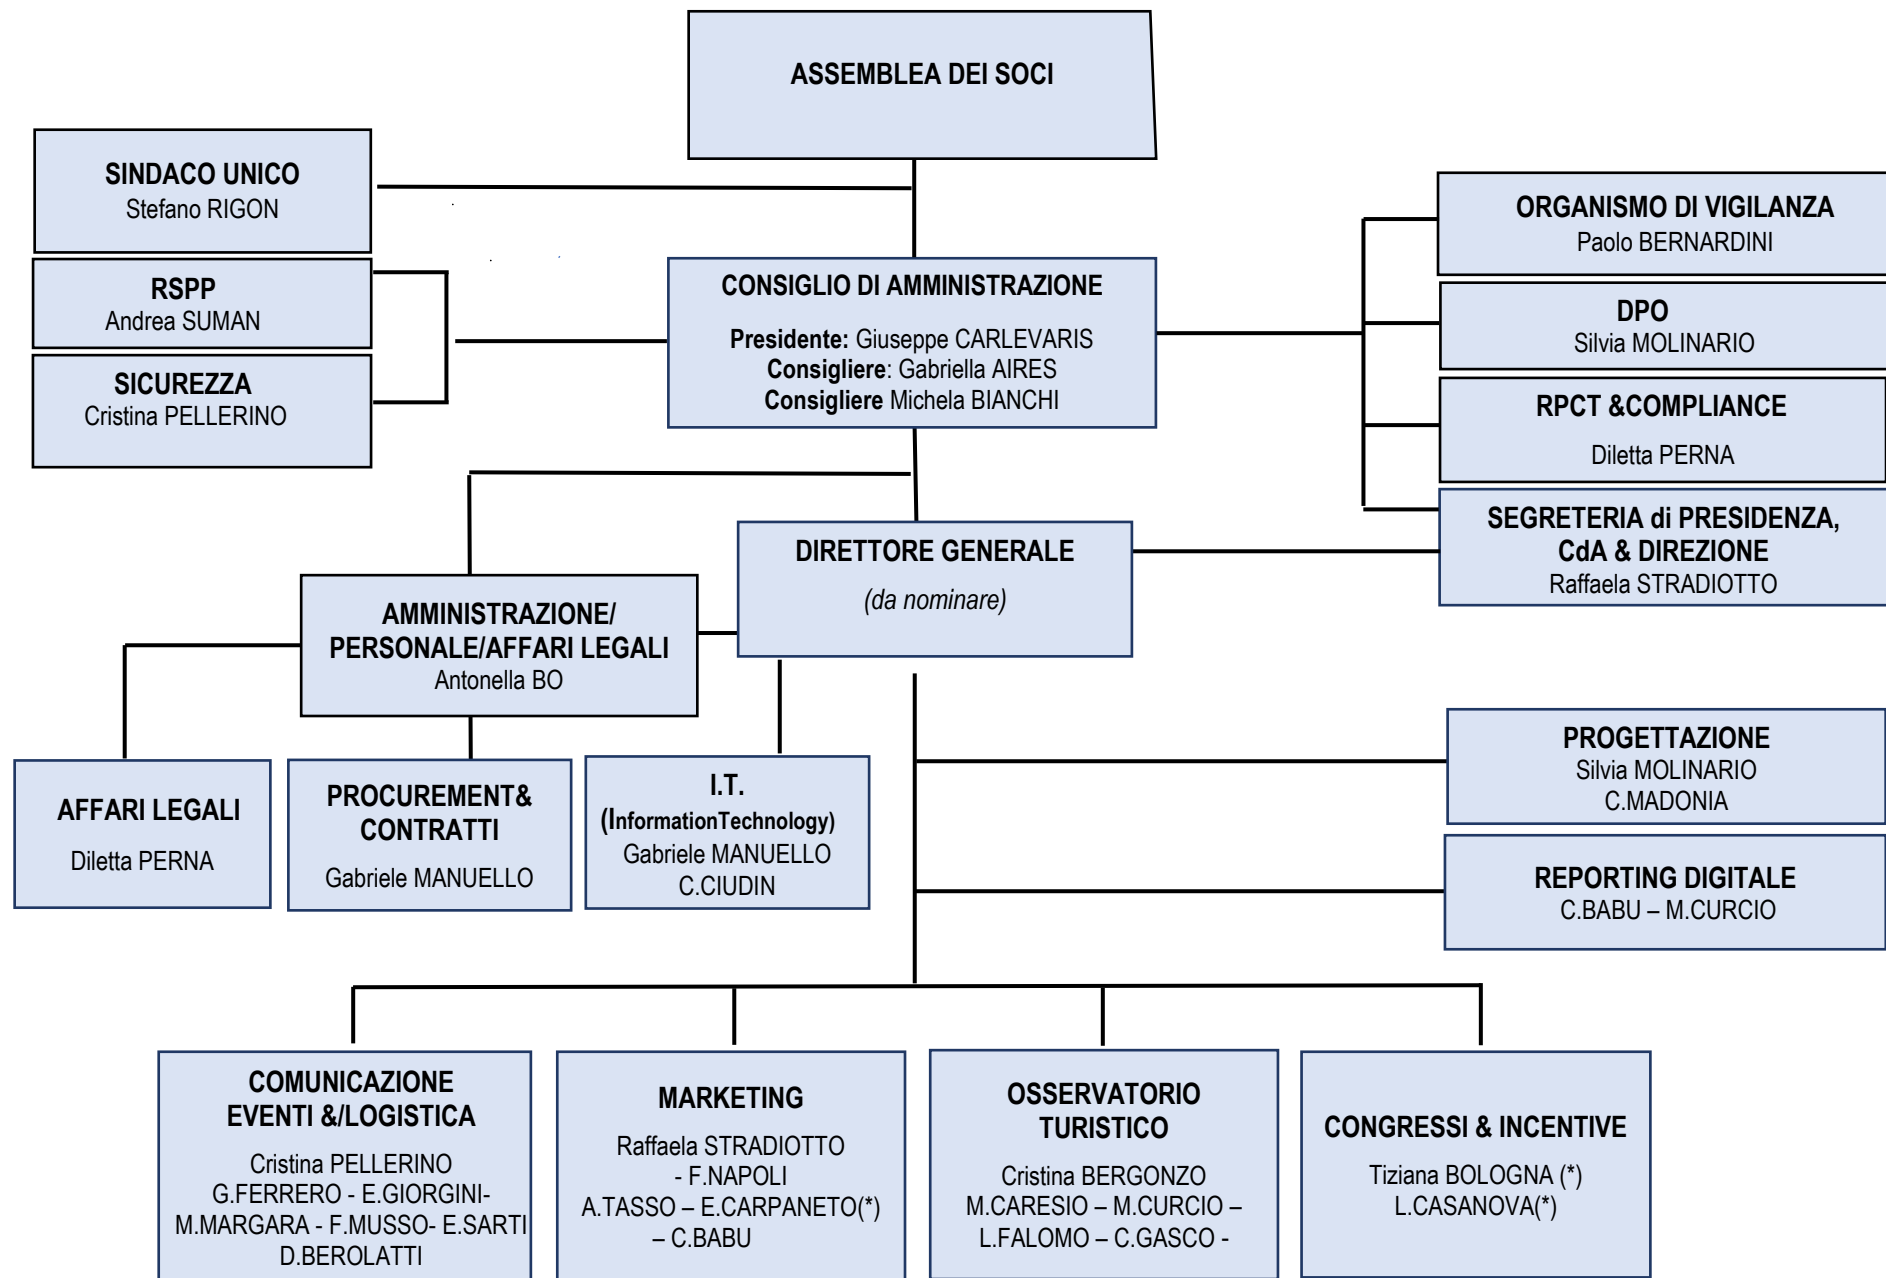 ASSEMBLEA DEI SOCI
SINDACO UNICO
Stefano RIGON
RSPP
Andrea SUMAN
SICUREZZA
Cristina PELLERINO
CONSIGLIO DI AMMINISTRAZIONE
Presidente: Giuseppe CARLEVARIS
Consigliere: Gabriella AIRES
Consigliere Michela BIANCHI
ORGANISMO DI VIGILANZA
Paolo BERNARDINI
DPO
Silvia MOLINARIO
RPCT &COMPLIANCE
Diletta PERNA
SEGRETERIA di PRESIDENZA,
CdA & DIREZIONE
Raffaela STRADIOTTO
DIRETTORE GENERALE
(da nominare)
AMMINISTRAZIONE/
PERSONALE/AFFARI LEGALI
Antonella BO
AFFARI LEGALI
Diletta PERNA
PROCUREMENT&
CONTRATTI
Gabriele MANUELLO
I.T.
(InformationTechnology)
Gabriele MANUELLO
C.CIUDIN
PROGETTAZIONE
Silvia MOLINARIO
C.MADONIA
REPORTING DIGITALE
C.BABU – M.CURCIO
COMUNICAZIONE
EVENTI &/LOGISTICA
Cristina PELLERINO
G.FERRERO - E.GIORGINI-
M.MARGARA - F.MUSSO- E.SARTI
D.BEROLATTI
MARKETING
Raffaela STRADIOTTO
- F.NAPOLI
A.TASSO – E.CARPANETO(*)
– C.BABU
OSSERVATORIO
TURISTICO
Cristina BERGONZO
M.CARESIO – M.CURCIO –
L.FALOMO – C.GASCO -
CONGRESSI & INCENTIVE
Tiziana BOLOGNA (*)
L.CASANOVA(*)